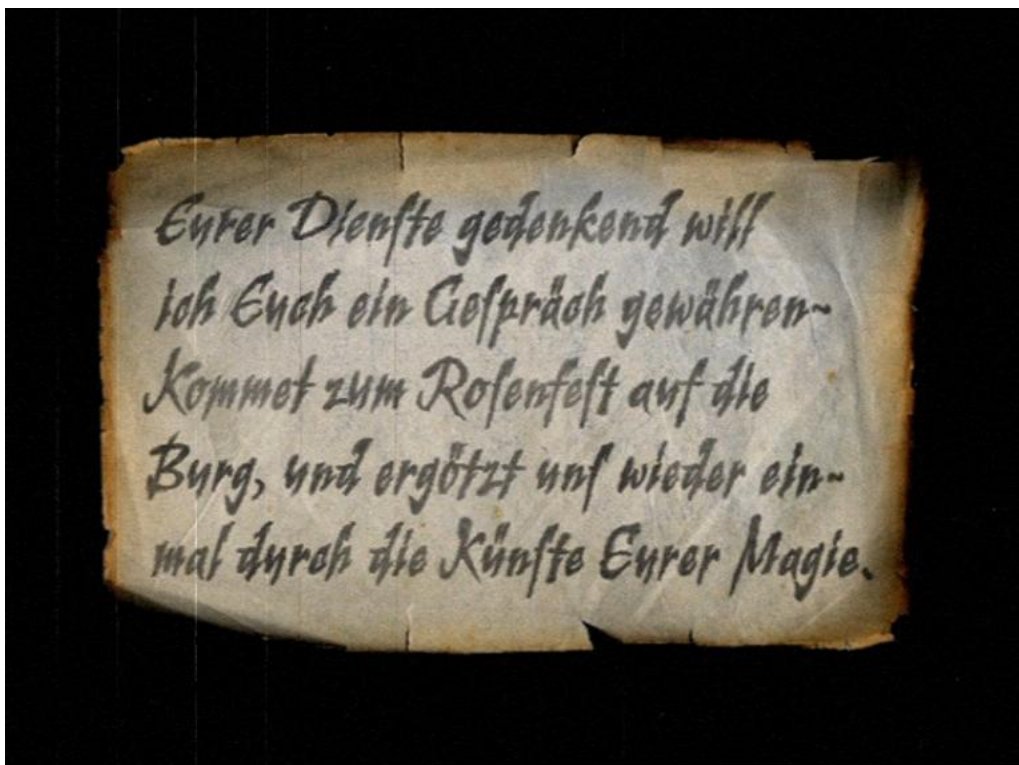 Eurer Dienſte gedenkend will
ich Euch ein Geſpräch gewähren-
Kommet zum Roſenfeſt auf die
Burg, und ergötzt unſ wieder ein-
mal durch die Künſte Eurer Magie.